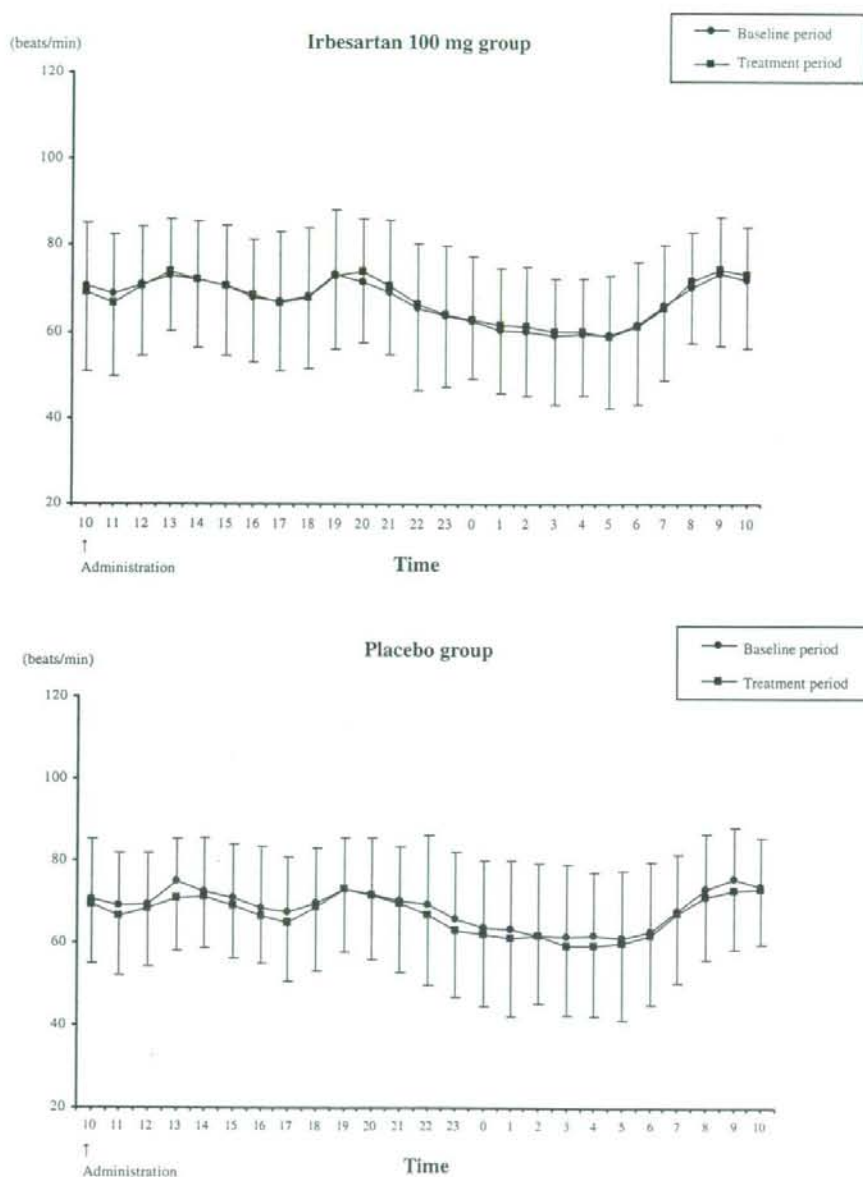 Irbesartan 100 mg group
Baseline period
Treatment period
(beats/min)
120
100
80
60
40
20
10 11 12 13 14 15 16 17 18 19 20 21 22 23 0 1 2 3 4 5 6 7 8 9 10
↑
Administration
Time
Placebo group
Baseline period
Treatment period
(beats/min)
120
100
80
60
40
20
10 11 12 13 14 15 16 17 18 19 20 21 22 23 0 1 2 3 4 5 6 7 8 9 10
↑
Administration
Time